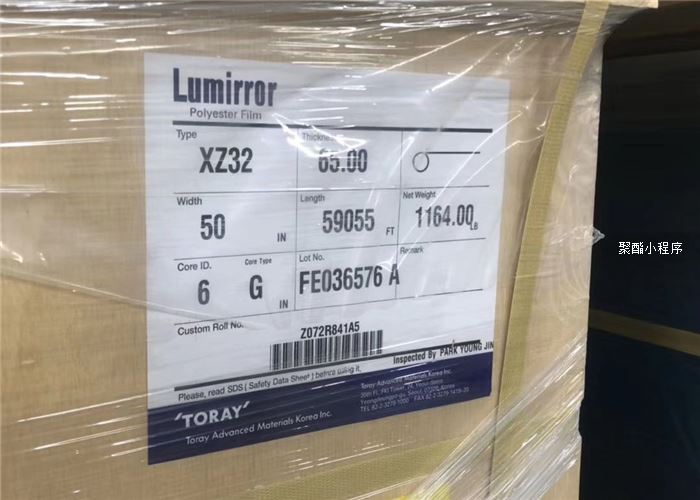 Lumirror
Polyester Film
Type
XZ32
Thickness
65.00
Width
50 IN
Length
59055 FT
Net Weight
1164.00 LB
Core ID.
6
Core Type
G
IN
Lot No.
FE036576 A
Remark
Custom Roll No.
Z072R841A5
Inspected By PARK YOUNG JIN
Please, read SDS ( Safety Data Sheet ) before using it.
'TORAY'
Toray Advanced Materials Korea Inc.
Toray Advanced Materials Korea Inc.
Seoul, 07320, Korea
聚酯小程序